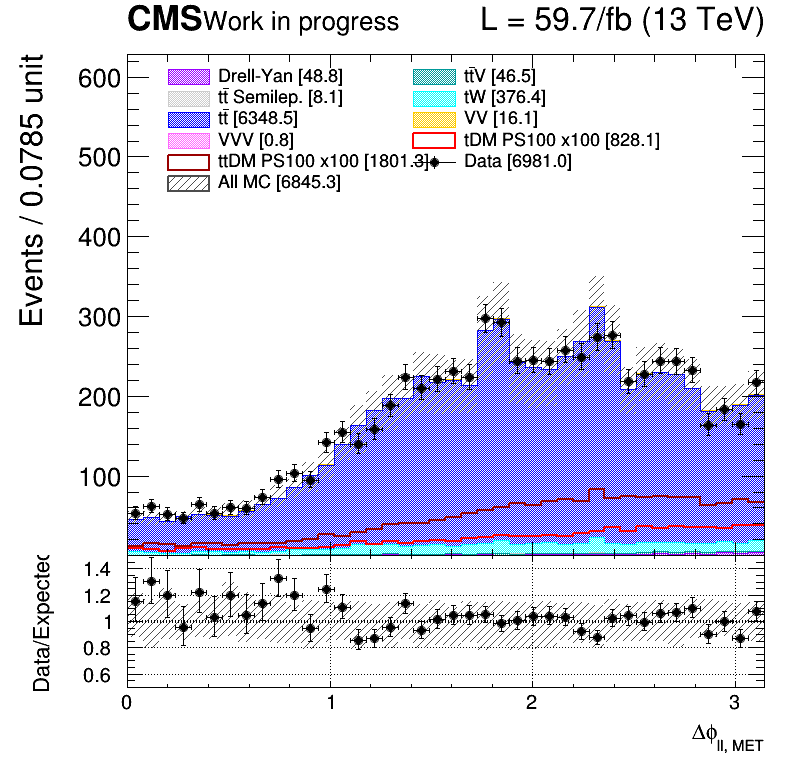 CMS Work in progress L = 59.7/fb (13 TeV)
Events / 0.0785 unit
600
500
400
300
200
100
Drell-Yan [48.8]
tt̄V [46.5]
tt̄ Semilep. [8.1]
tW [376.4]
tt̄ [6348.5]
VV [16.1]
VVV [0.8]
tDM PS100 x100 [828.1]
ttDM PS100 x100 [1801.3]
Data [6981.0]
All MC [6845.3]
Data/Expected
1.4
1.2
1
0.8
0.6
0 1 2 3
Δϕ_ll, MET